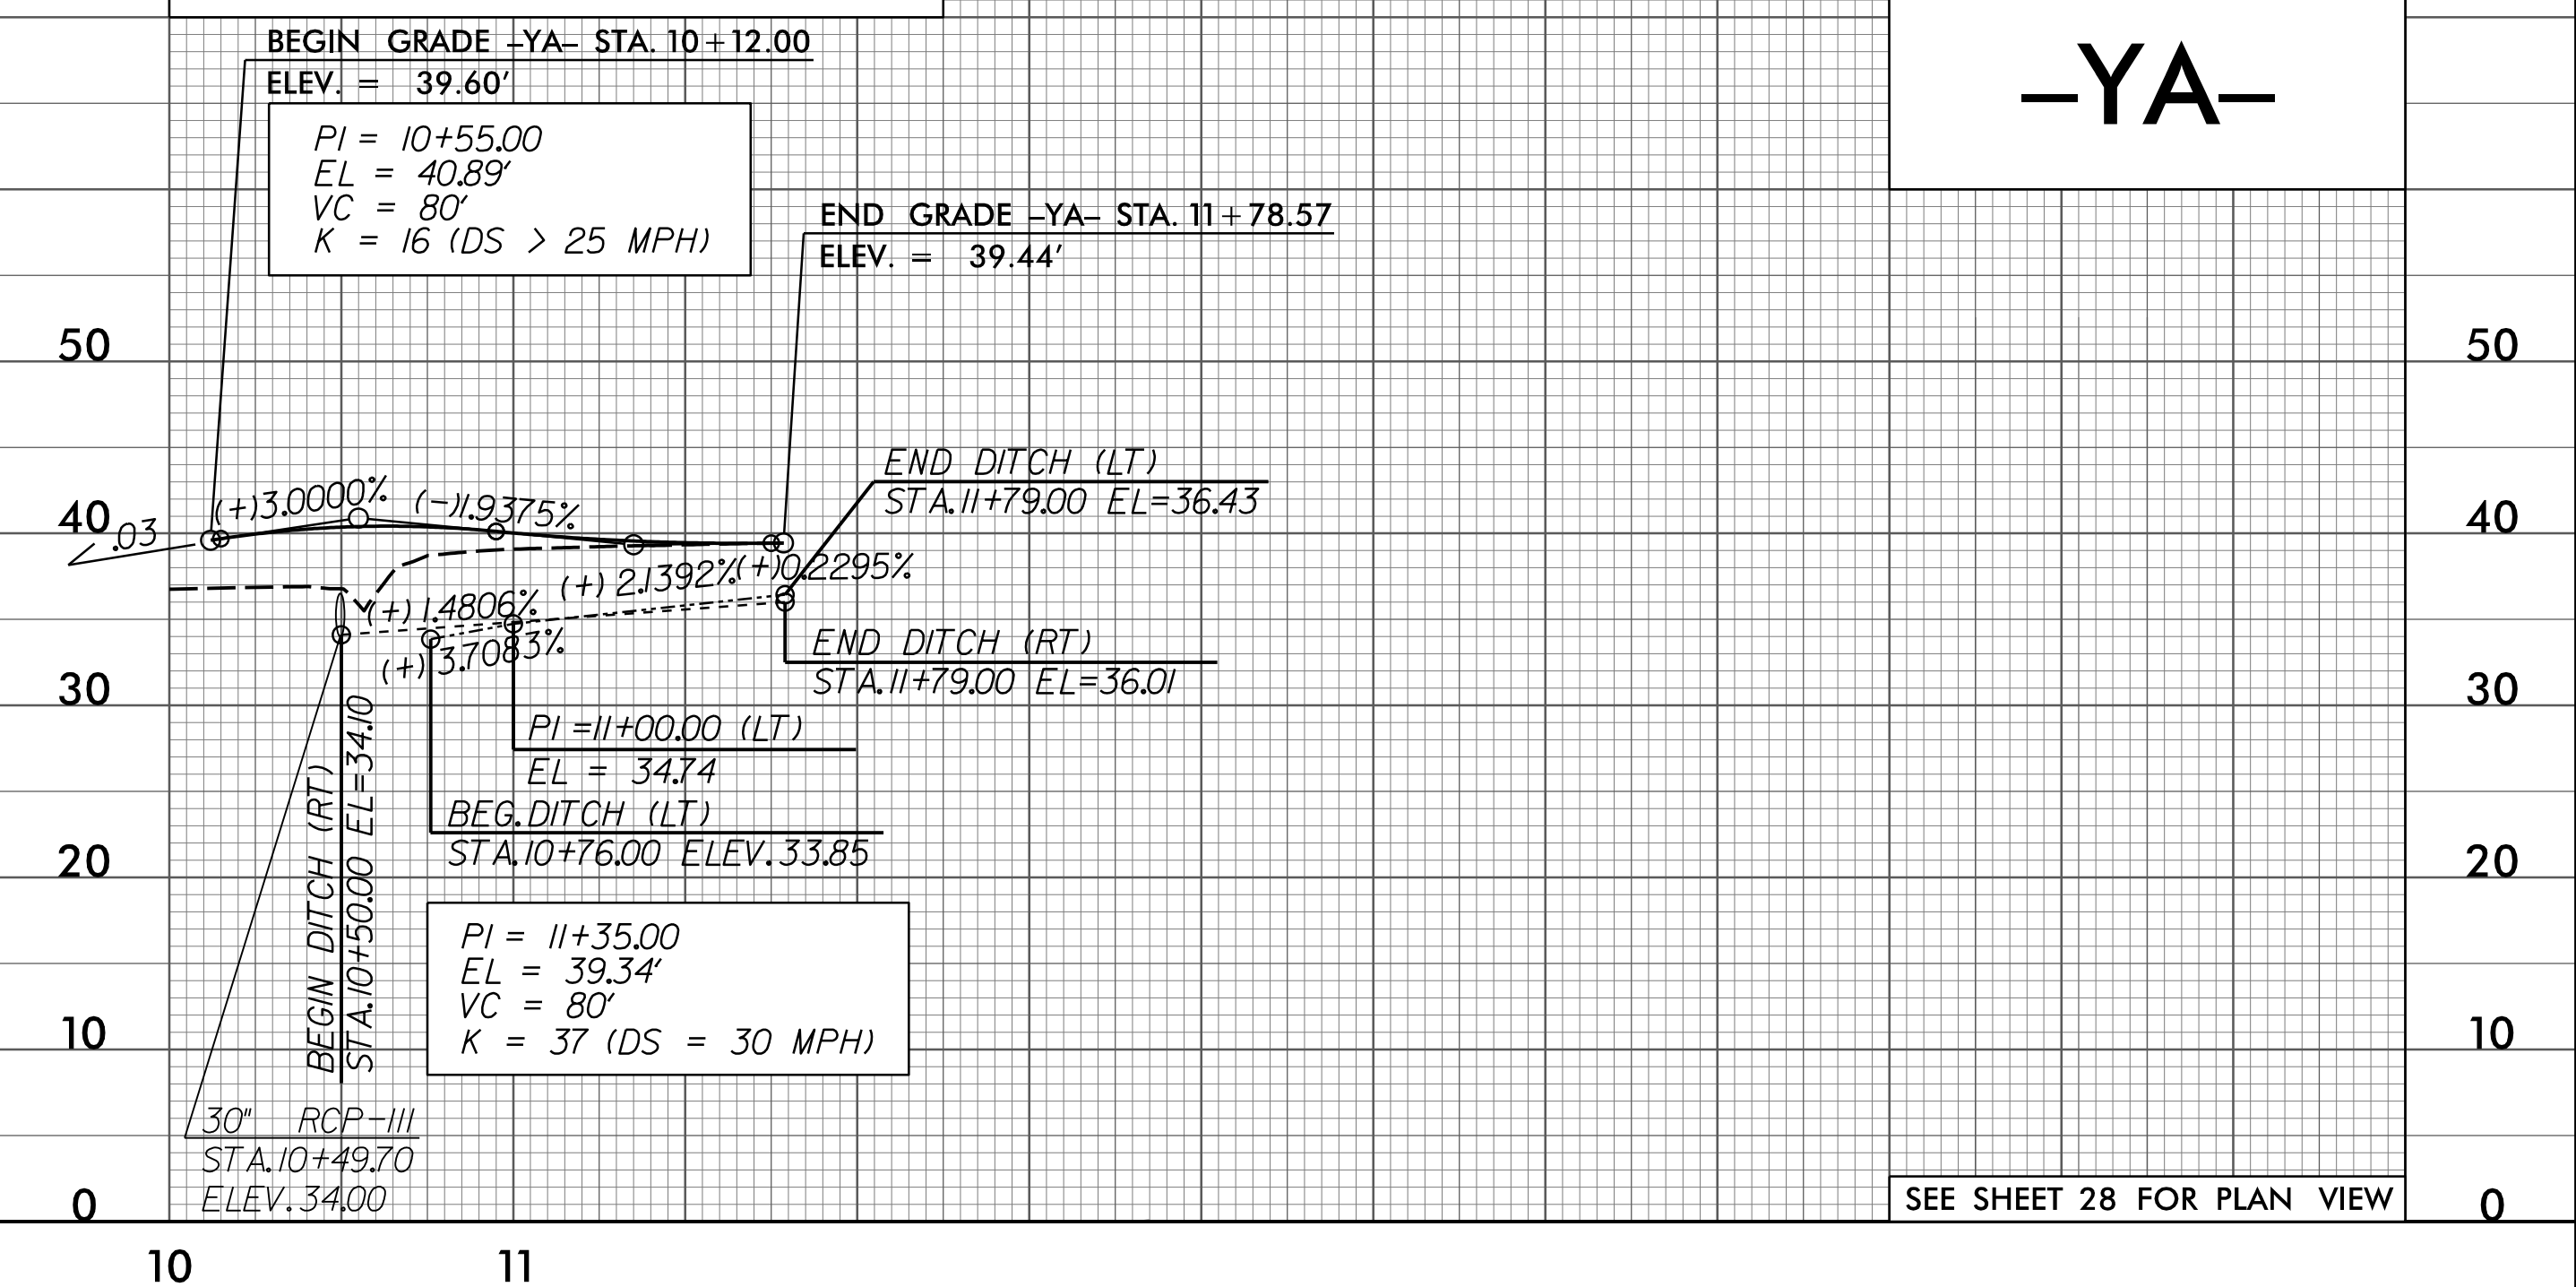 BEGIN GRADE -YA- STA. 10+12.00
ELEV. = 39.60'
PI = 10+55.00
EL = 40.89'
VC = 80'
K = 16 (DS > 25 MPH)
-YA-
END GRADE -YA- STA. 11+78.57
ELEV. = 39.44'
50
50
END DITCH (LT)
STA.11+79.00 EL=36.43
40
.03
(+)3.0000%
(-)1.9375%
40
(+)0.2295%
(+) 2.1392%
(+) 1.4806%
(+) 3.7083%
END DITCH (RT)
STA.11+79.00 EL=36.01
30
30
PI =11+00.00 (LT)
EL = 34.74
BEG. DITCH (LT)
STA.10+76.00 ELEV. 33.85
BEGIN DITCH (RT)
STA.10+50.00 EL=34.10
20
20
PI = 11+35.00
EL = 39.34'
VC = 80'
K = 37 (DS = 30 MPH)
10
10
30" RCP-III
STA.10+49.70
ELEV. 34.00
0
SEE SHEET 28 FOR PLAN VIEW
0
10
11